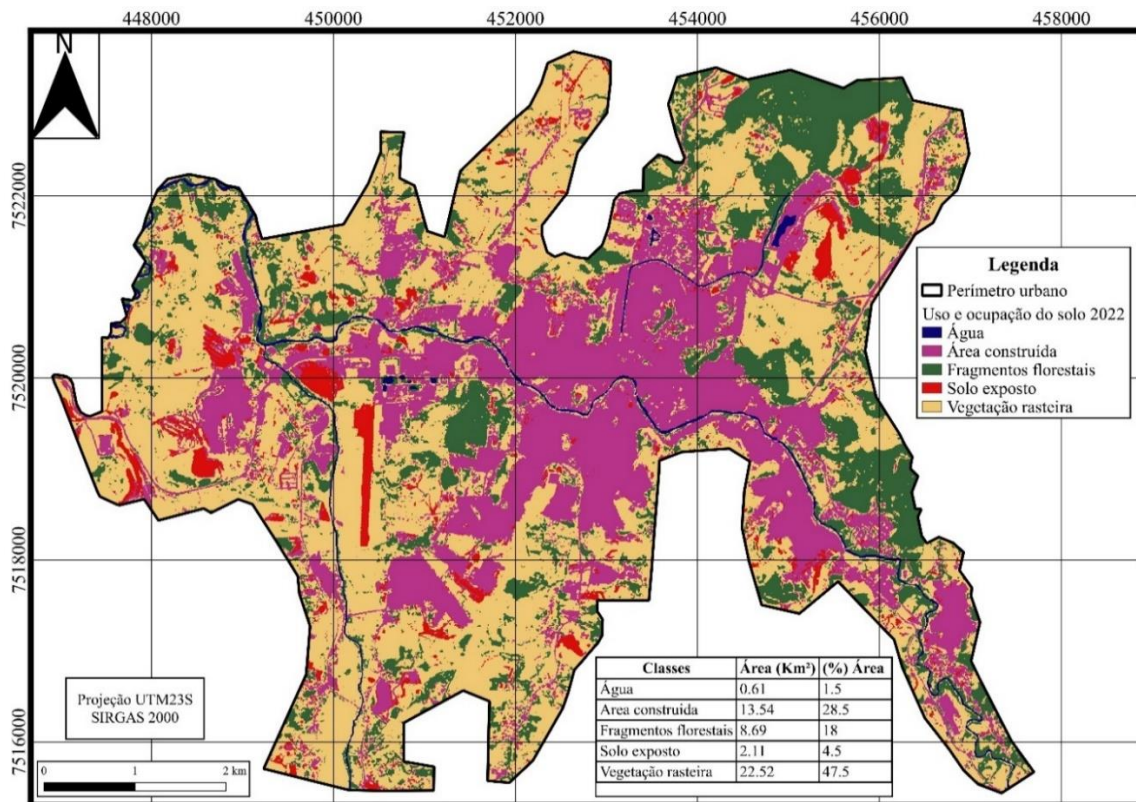 448000 450000 452000 454000 456000 458000
N
7522000
7520000
7518000
7516000
Legenda
Perímetro urbano
Uso e ocupação do solo 2022
Água
Área construída
Fragmentos florestais
Solo exposto
Vegetação rasteira
Projeção UTM23S
SIRGAS 2000
0 1 2 km
Classes Área (Km²) (%) Área
Água 0.61 1.5
Area construida 13.54 28.5
Fragmentos florestais 8.69 18
Solo exposto 2.11 4.5
Vegetação rasteira 22.52 47.5